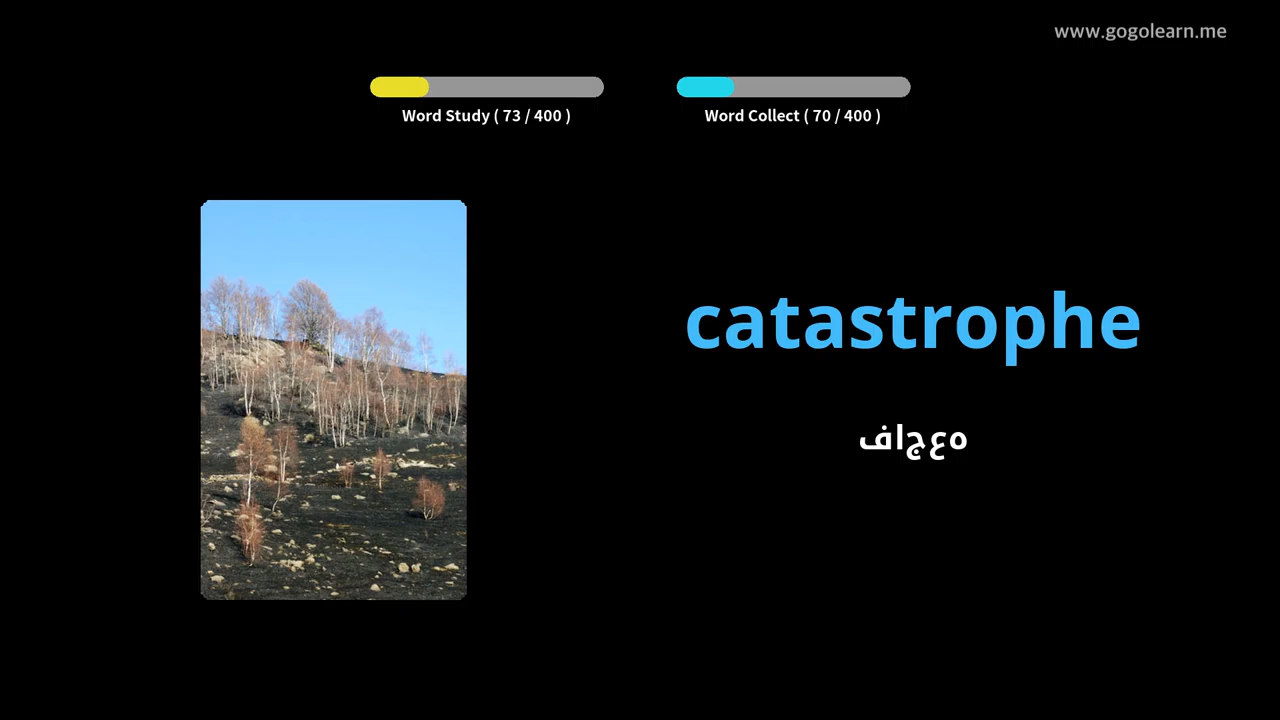 www.gogolearn.me
Word Study ( 73 / 400 )
Word Collect ( 70 / 400 )
catastrophe
فاجعه